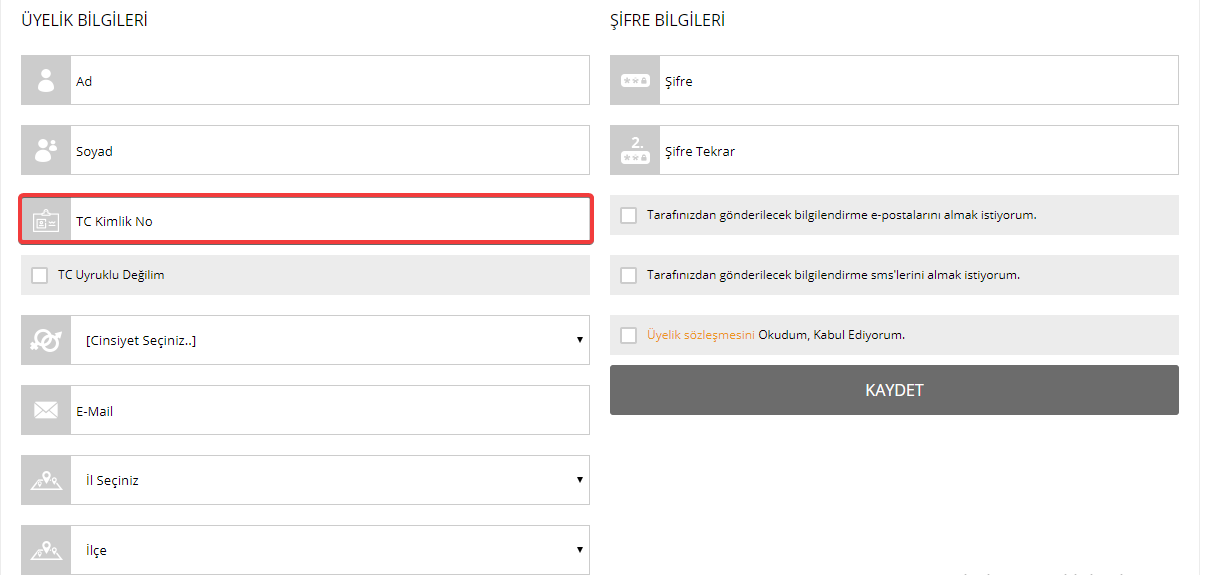 ÜYELİK BİLGİLERİ
Ad
Soyad
TC Kimlik No
TC Uyruklu Değilim
[Cinsiyet Seçiniz..]
E-Mail
İl Seçiniz
İlçe
ŞİFRE BİLGİLERİ
Şifre
2.
Şifre Tekrar
Tarafınızdan gönderilecek bilgilendirme e-postalarını almak istiyorum.
Tarafınızdan gönderilecek bilgilendirme sms'lerini almak istiyorum.
Üyelik sözleşmesini Okudum, Kabul Ediyorum.
KAYDET